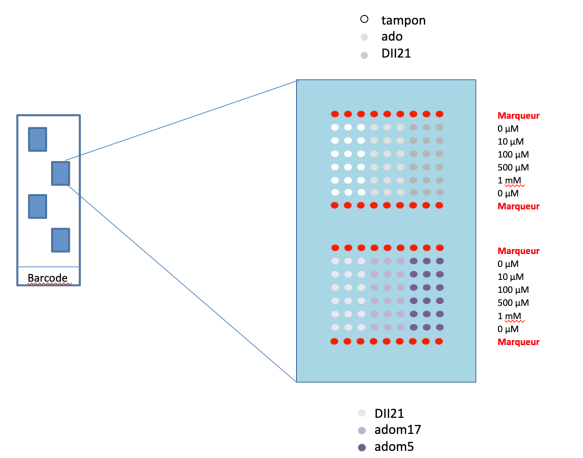 tampon
ado
DII21
Marqueur
0 µM
10 µM
100 µM
500 µM
1 mM
0 µM
Marqueur
Barcode
Marqueur
0 µM
10 µM
100 µM
500 µM
1 mM
0 µM
Marqueur
DII21
adom17
adom5